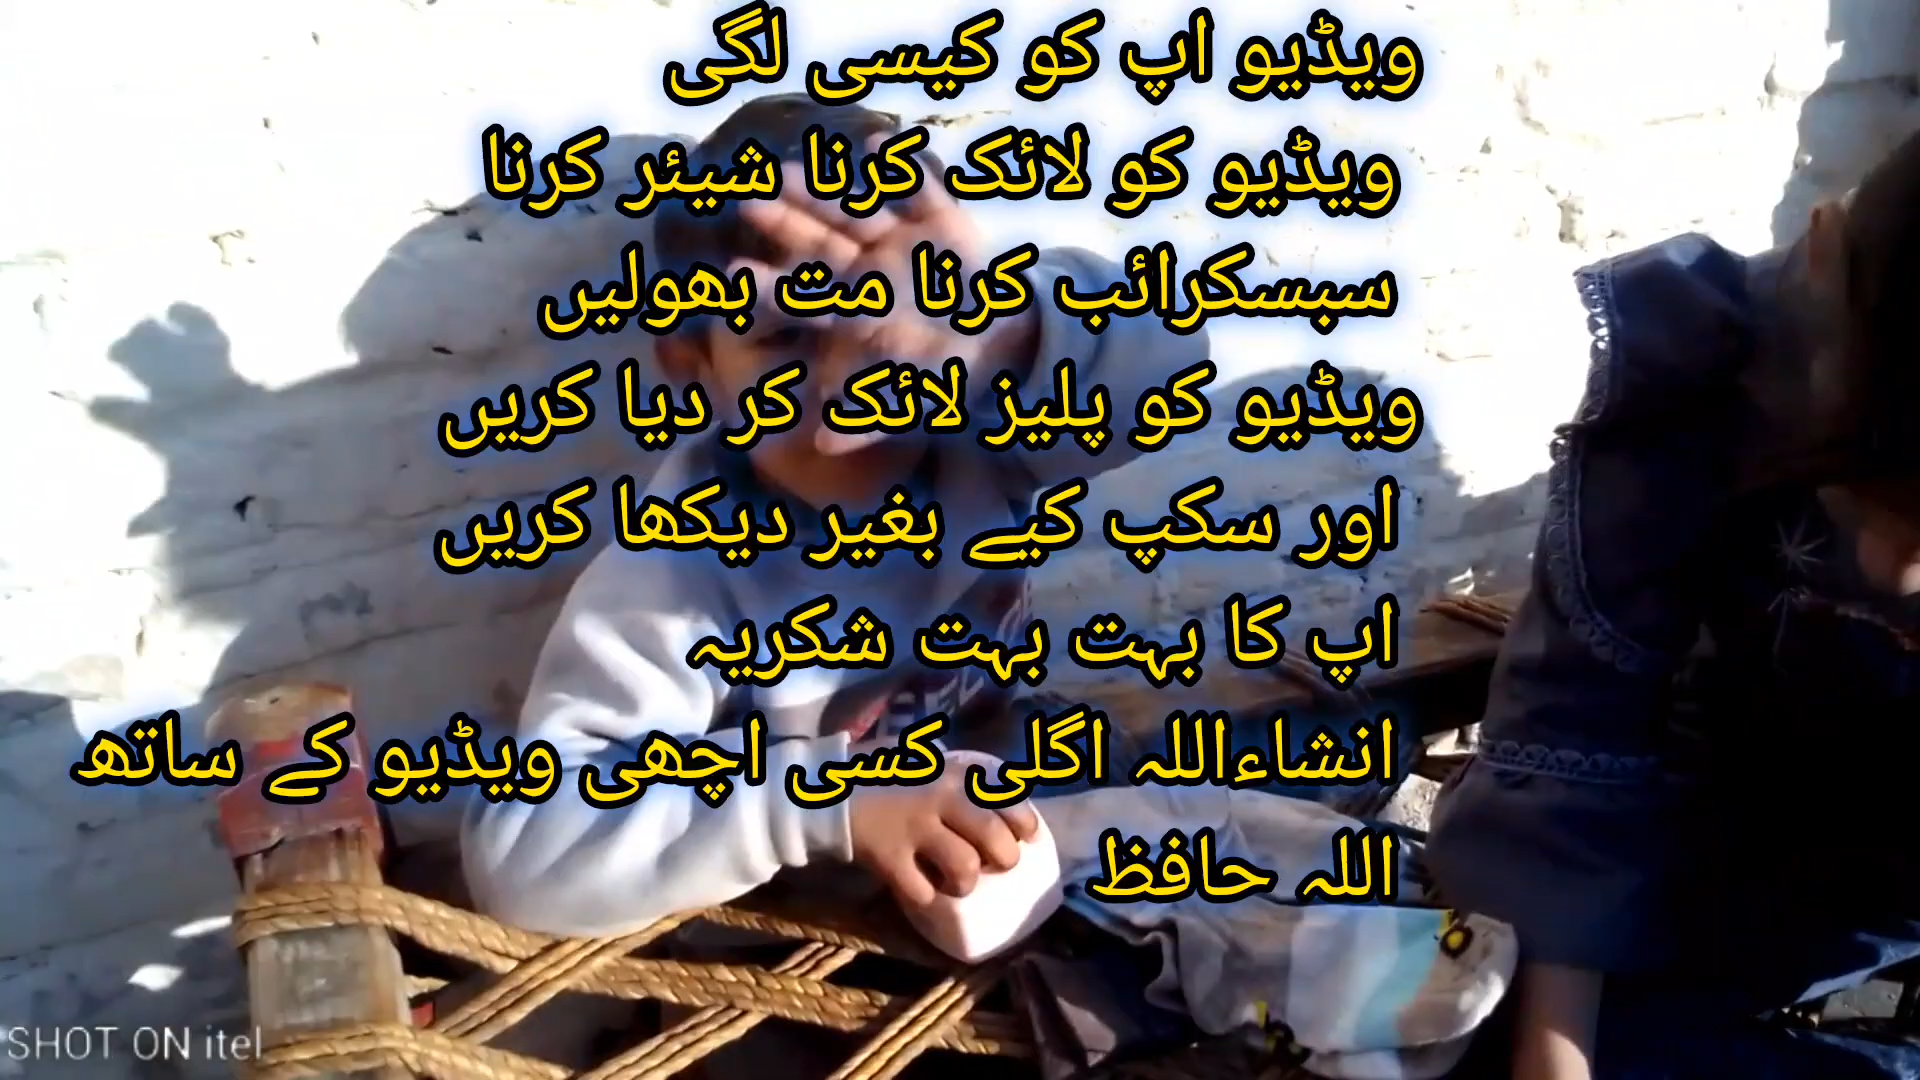 ویڈیو اپ کو کیسی لگی
ویڈیو کو لائک کرنا شیئر کرنا
سبسکرائب کرنا مت بھولیں
ویڈیو کو پلیز لائک کر دیا کریں
اور سکپ کیے بغیر دیکھا کریں
اپ کا بہت بہت شکریہ
انشاءاللہ اگلی کسی اچھی ویڈیو کے ساتھ
اللہ حافظ
SHOT ON itel